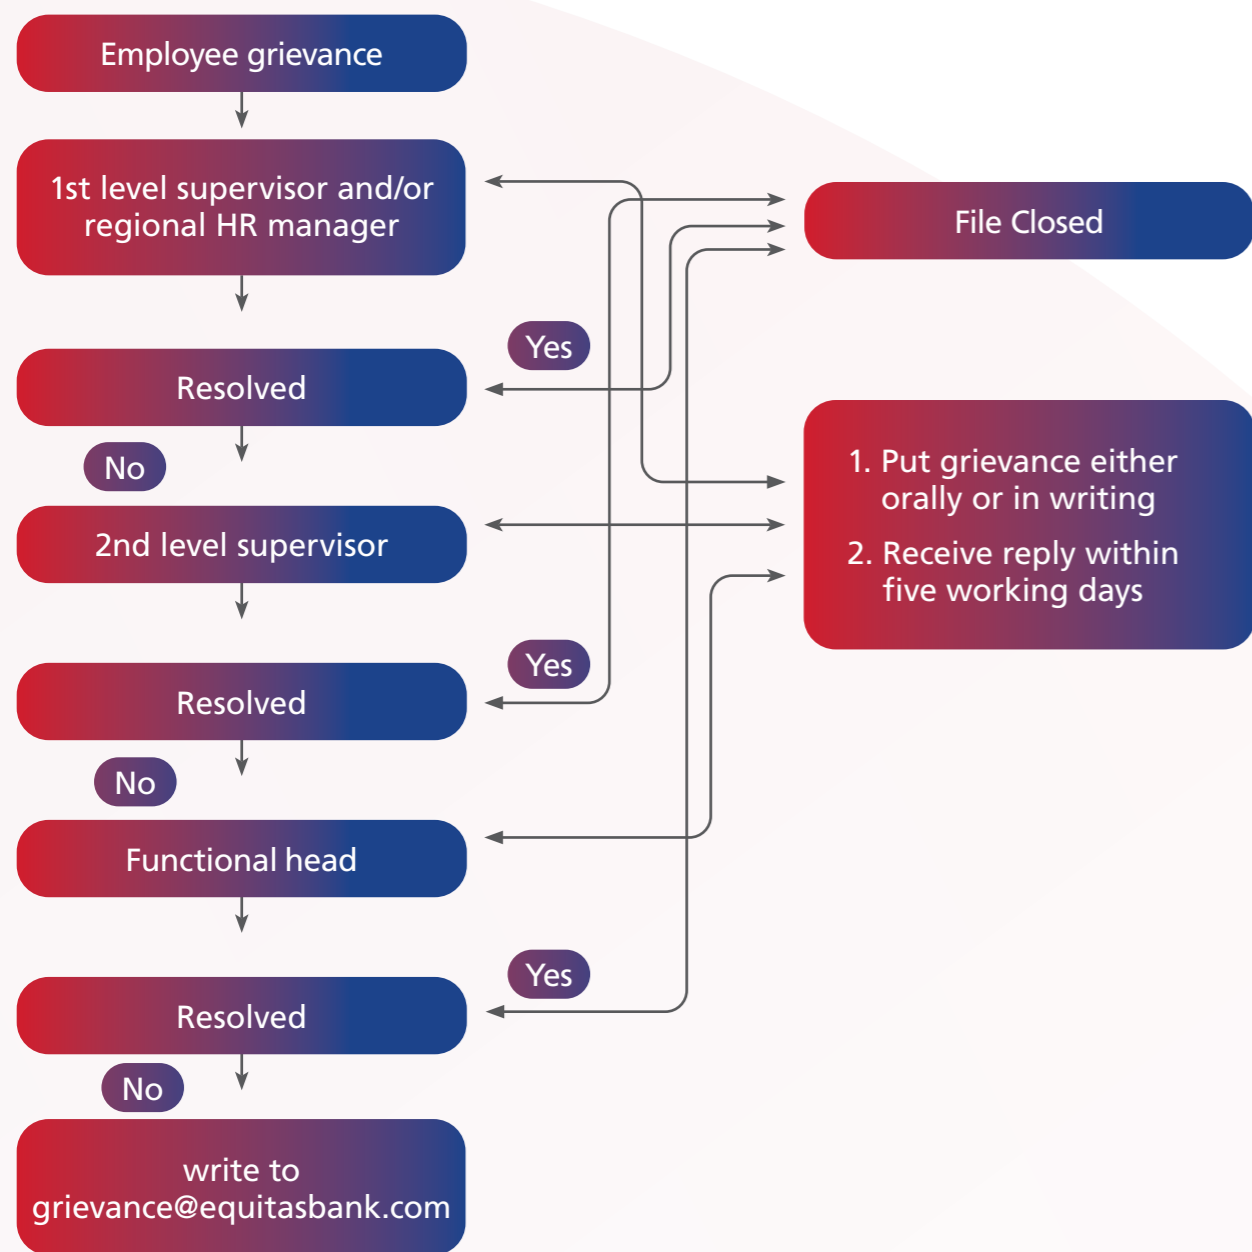 Employee grievance
1st level supervisor and/or
regional HR manager
File Closed
Yes
Resolved
No
1. Put grievance either
orally or in writing
2. Receive reply within
five working days
2nd level supervisor
Yes
Resolved
No
Functional head
Yes
Resolved
No
write to
grievance@equitasbank.com